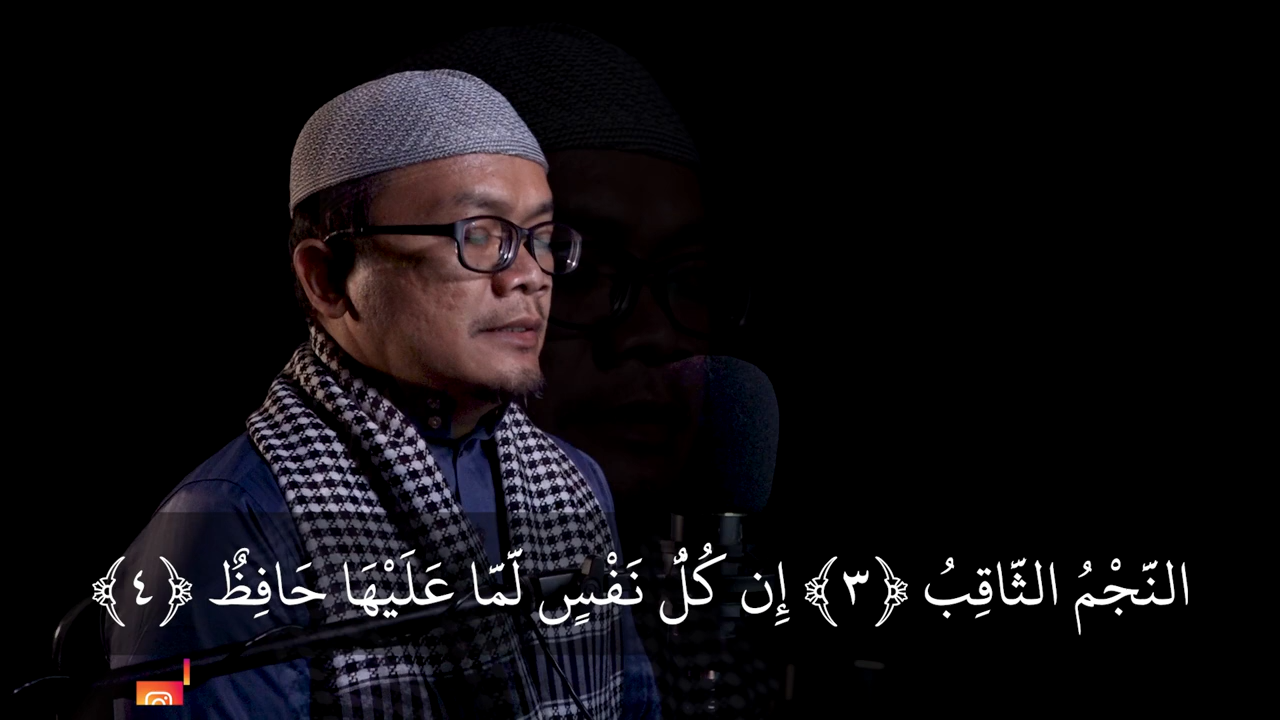 النَّجْمُ الثَّاقِبُ ﴿٣﴾ إِن كُلُّ نَفْسٍ لَّمَّا عَلَيْهَا حَافِظٌ ﴿٤﴾